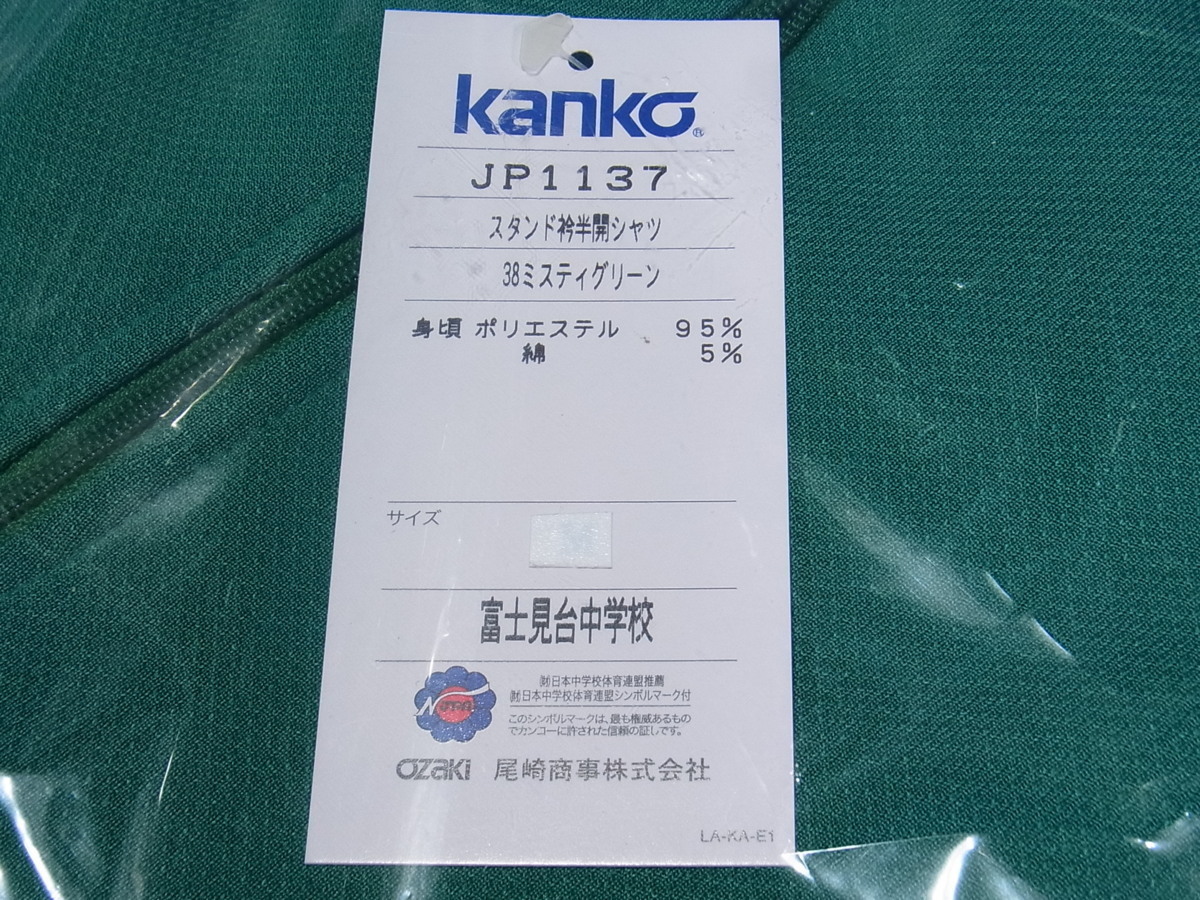 kanko®
JP1137
スタンド衿半開シャツ
38ミスティグリーン
身頃 ポリエステル 95%
綿 5%
サイズ
富士見台中学校
㈶日本中学校体育連盟推薦
㈶日本中学校体育連盟シンボルマーク付
このシンボルマークは、最も権威あるもの
でカンコーに許された信頼の証しです。
OZAKI 尾崎商事株式会社
LA-KA-E1